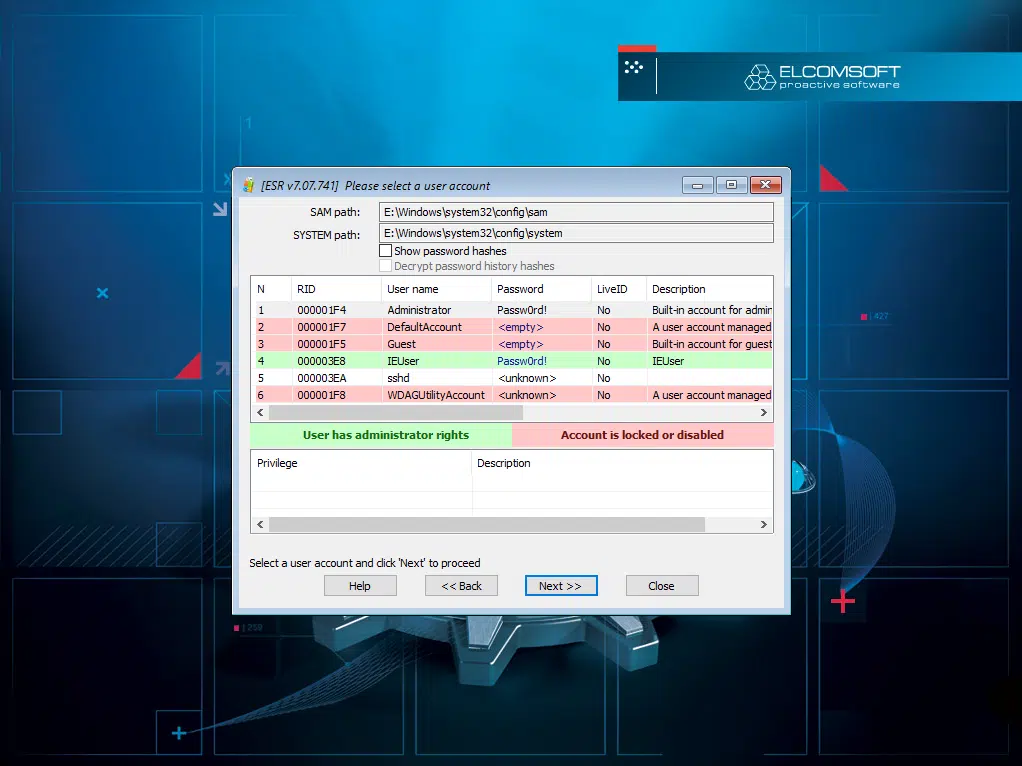 ELCOMSOFT
proactive software
1
[ESR v7.07.741] Please select a user account
SAM path: E:\Windows\system32\config\sam
SYSTEM path: E:\Windows\system32\config\system
Show password hashes
Decrypt password history hashes
N RID User name Password LiveID Description
1 000001F4 Administrator Passw0rd! No Built-in account for admin
2 000001F7 DefaultAccount <empty> No A user account managed
3 000001F5 Guest <empty> No Built-in account for guest
4 000003E8 IEUser Passw0rd! No IEUser
5 000003EA sshd <unknown> No
6 000001F8 WDAGUtilityAccount <unknown> No A user account managed
User has administrator rights Account is locked or disabled
Privilege Description
Select a user account and click 'Next' to proceed
Help << Back Next >> Close
427
259